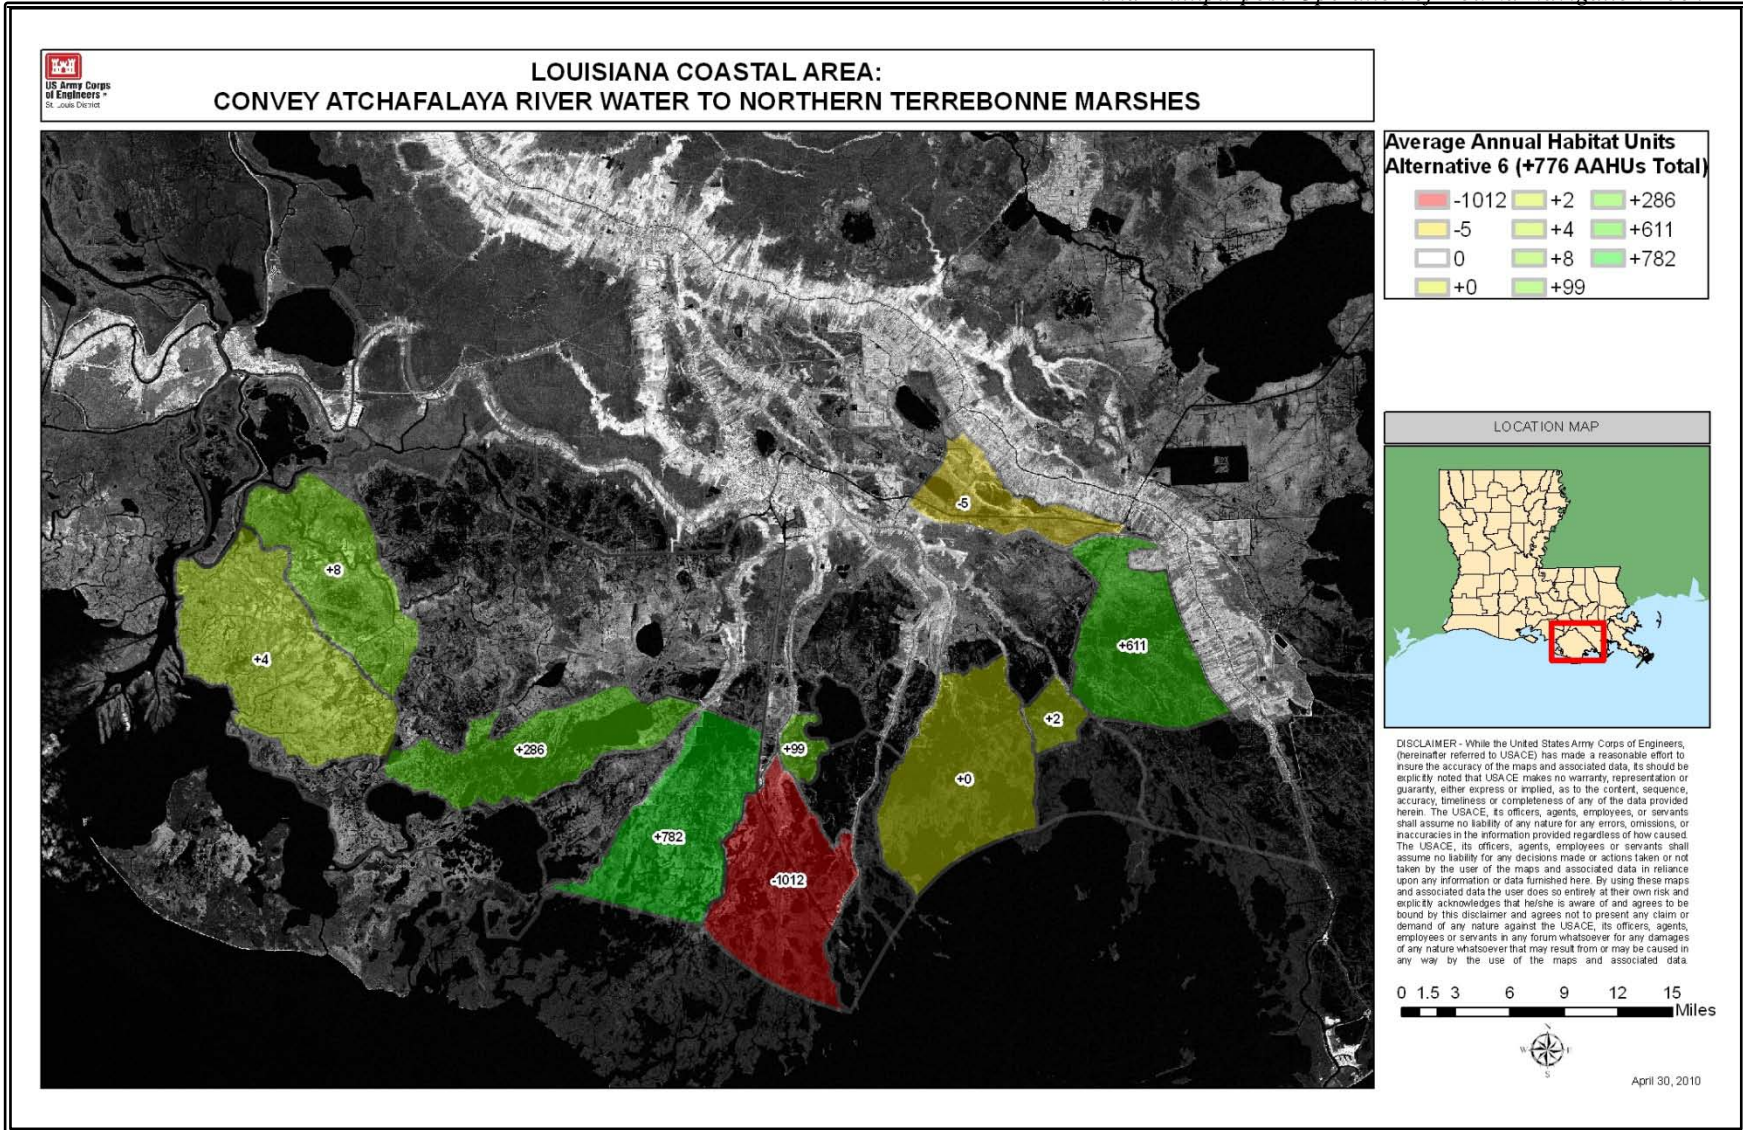 US Army Corps
of Engineers
St. Louis District
LOUISIANA COASTAL AREA:
CONVEY ATCHAFALAYA RIVER WATER TO NORTHERN TERREBONNE MARSHES
Average Annual Habitat Units
Alternative 6 (+776 AAHUs Total)
-1012 +2 +286
-5 +4 +611
0 +8 +782
+0 +99
-5
+8
+611
+4
+2
+99
+286
+0
+782
-1012
LOCATION MAP
DISCLAIMER - While the United States Army Corps of Engineers,
(hereinafter referred to USACE) has made a reasonable effort to
insure the accuracy of the maps and associated data, its should be
explicitly noted that USACE makes no warranty, representation or
guaranty, either express or implied, as to the content, sequence,
accuracy, timeliness or completeness of any of the data provided
herein. The USACE, its officers, agents, employees, or servants
shall assume no liability of any nature for any errors, omissions, or
inaccuracies in the information provided regardless of how caused.
The USACE, its officers, agents, employees or servants shall
assume no liability for any decisions made or actions taken or not
taken by the user of the maps and associated data in reliance
upon any information or data furnished here. By using these maps
and associated data the user does so entirely at their own risk and
explicitly acknowledges that he/she is aware of and agrees to be
bound by this disclaimer and agrees not to present any claim or
demand of any nature against the USACE, its officers, agents,
employees or servants in any forum whatsoever for any damages
of any nature whatsoever that may result from or may be caused in
any way by the use of the maps and associated data.
0 1.5 3 6 9 12 15
Miles
N
W E
S
April 30, 2010